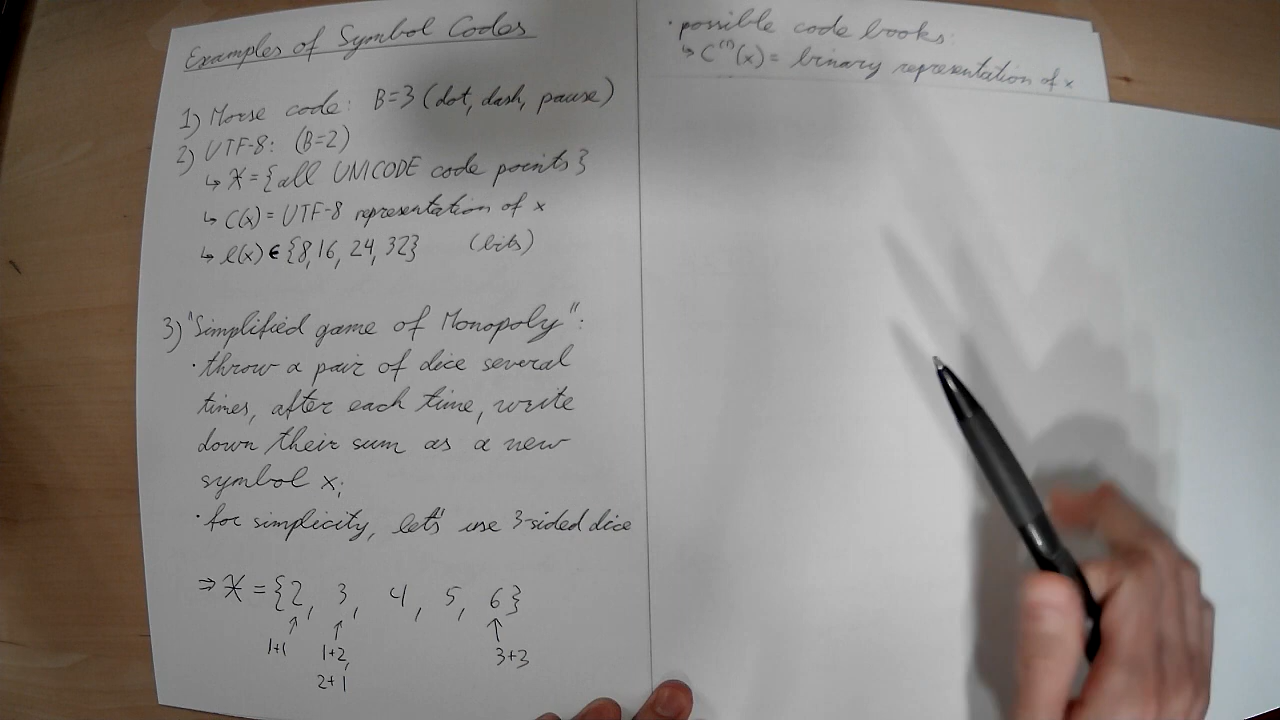 Examples of Symbol Codes
1) Morse code: B=3 (dot, dash, pause)
2) UTF-8: (B=2)
↳ 𝒳 = {all UNICODE code points}
↳ C(x) = UTF-8 representation of x
↳ ℓ(x) ∈ {8, 16, 24, 32} (bits)
3) "Simplified game of Monopoly":
· throw a pair of dice several
times, after each time, write
down their sum as a new
symbol xᵢ
· for simplicity, let's use 3-sided dice
⇒ 𝒳 = {2, 3, 4, 5, 6}
↑ ↑ ↑
1+1 1+2, 3+3
2+1
· possible code books:
↳ C⁽¹⁾(x) = binary representation of x